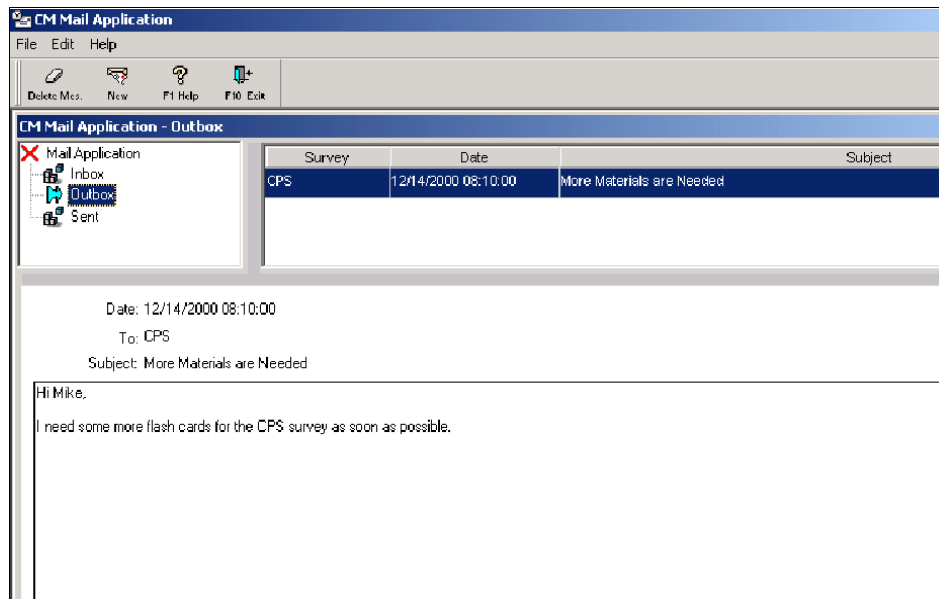 CM Mail Application
File Edit Help
Delete Mes. New F1 Help F10 Exit
CM Mail Application - Outbox
Mail Application
Inbox
Outbox
Sent
Survey Date Subject
CPS 12/14/2000 08:10:00 More Materials are Needed
Date: 12/14/2000 08:10:00
To: CPS
Subject: More Materials are Needed
Hi Mike,
I need some more flash cards for the CPS survey as soon as possible.